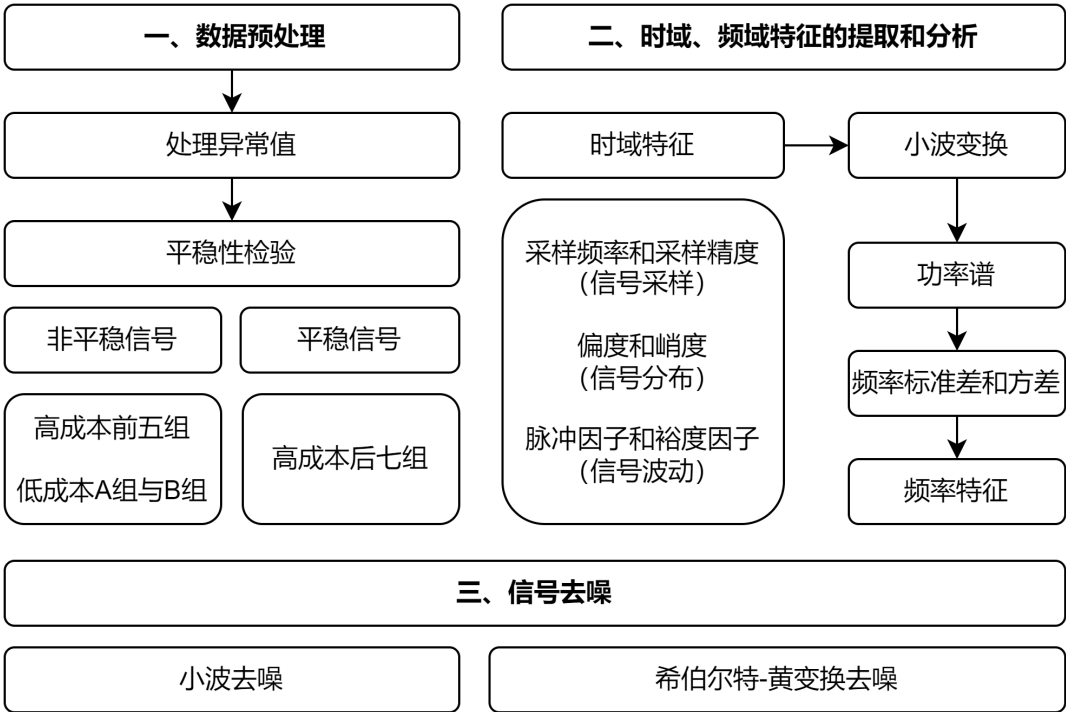 一、数据预处理
处理异常值
平稳性检验
非平稳信号
平稳信号
高成本前五组
低成本A组与B组
高成本后七组
二、时域、频域特征的提取和分析
时域特征
采样频率和采样精度
（信号采样）
偏度和峭度
（信号分布）
脉冲因子和裕度因子
（信号波动）
小波变换
功率谱
频率标准差和方差
频率特征
三、信号去噪
小波去噪
希伯尔特-黄变换去噪